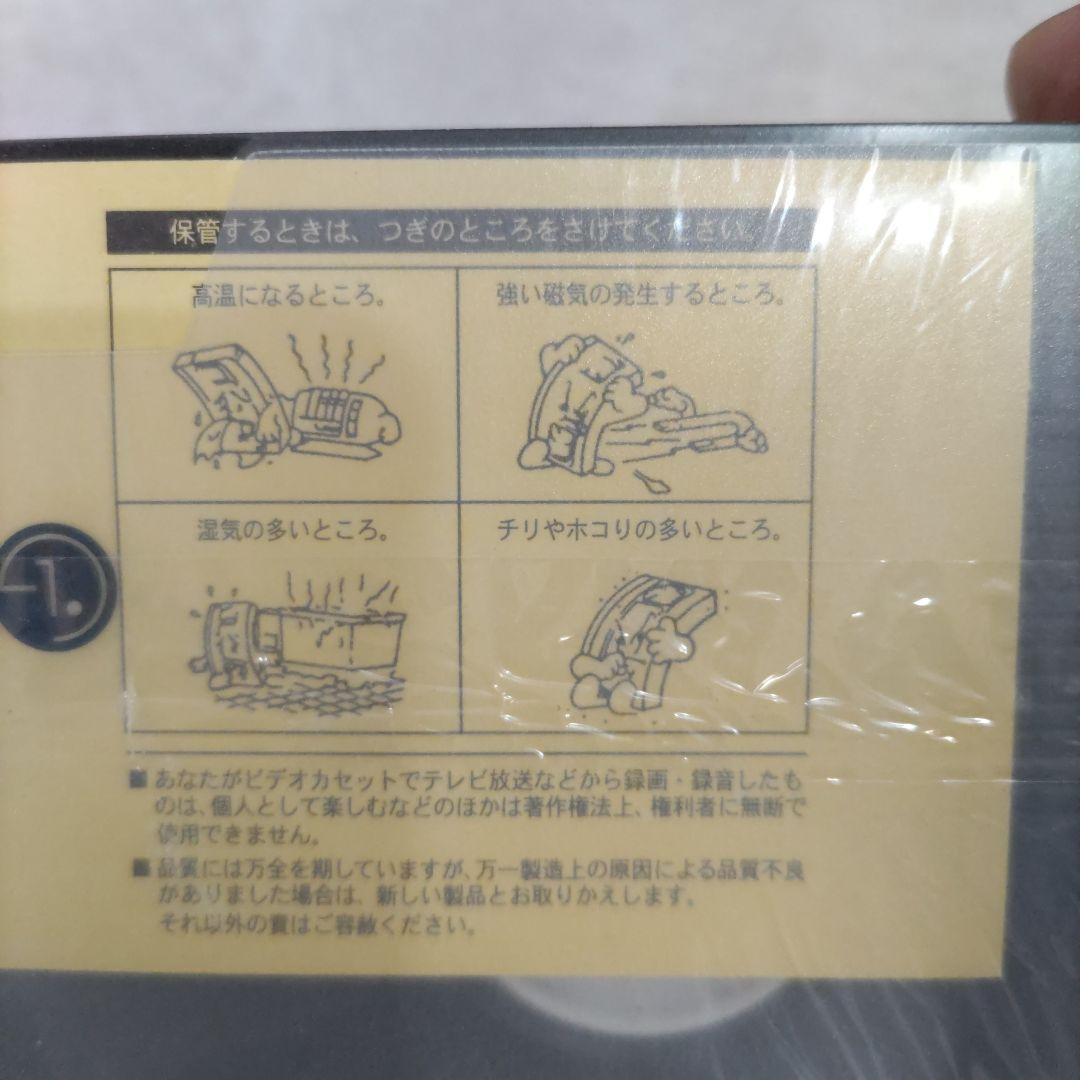 保管するときは、つぎのところをさけてください。
高温になるところ。
強い磁気の発生するところ。
湿気の多いところ。
チリやホコリの多いところ。
■あなたがビデオカセットでテレビ放送などから録画・録音したも
のは、個人として楽しむなどのほかは著作権法上、権利者に無断で
使用できません。
■品質には万全を期していますが、万一製造上の原因による品質不良
がありました場合は、新しい製品とお取りかえします。
それ以外の責はご容赦ください。